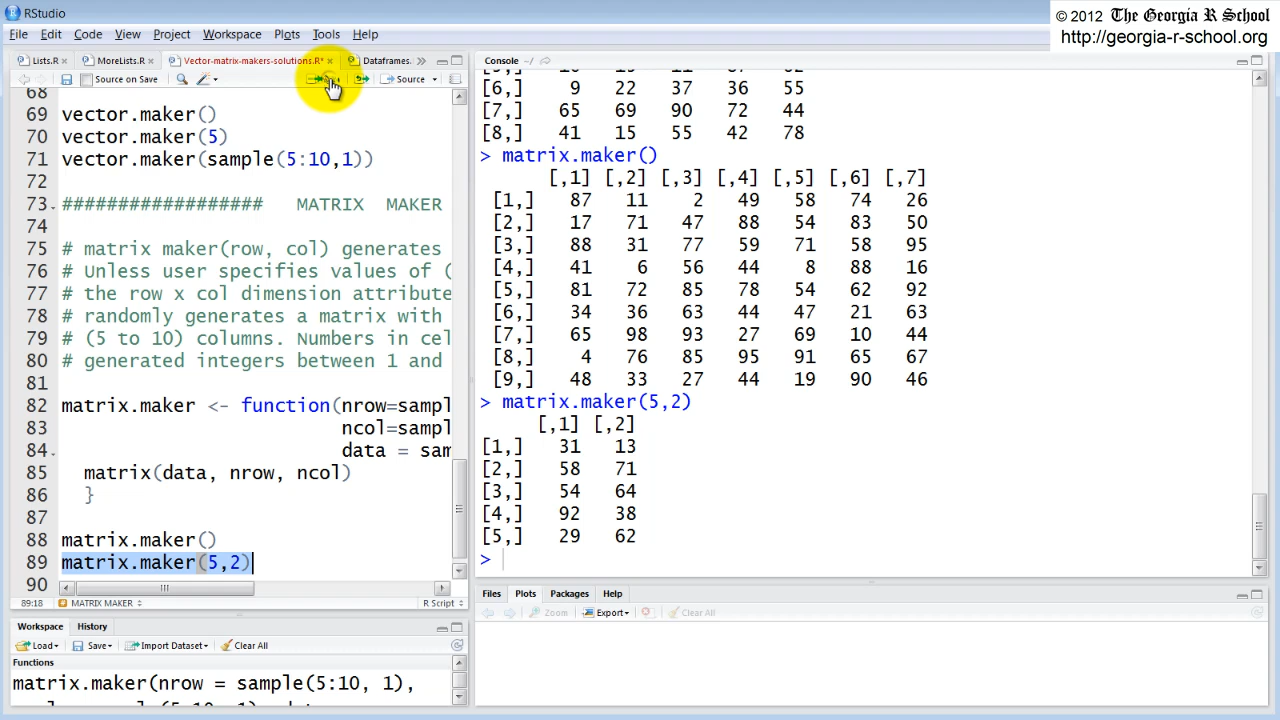 RStudio
© 2012 The Georgia R School
http://georgia-r-school.org
File Edit Code View Project Workspace Plots Tools Help
Lists.R MoreLists.R Vector-matrix-makers-solutions.R* Dataframes.
Source on Save Source
68
69 vector.maker()
70 vector.maker(5)
71 vector.maker(sample(5:10,1))
72
73 ################## MATRIX MAKER
74
75 # matrix maker(row, col) generates
76 # Unless user specifies values of (
77 # the row x col dimension attribute
78 # randomly generates a matrix with
79 # (5 to 10) columns. Numbers in cel
80 # generated integers between 1 and
81
82 matrix.maker <- function(nrow=sampl
83 ncol=sampl
84 data = sam
85 matrix(data, nrow, ncol)
86 }
87
88 matrix.maker()
89 matrix.maker(5,2)
90
89:18 MATRIX MAKER R Script
Workspace History
Load Save Import Dataset Clear All
Functions
matrix.maker(nrow = sample(5:10, 1),
Console ~/
[6,] 9 22 37 36 55
[7,] 65 69 90 72 44
[8,] 41 15 55 42 78
> matrix.maker()
[,1] [,2] [,3] [,4] [,5] [,6] [,7]
[1,] 87 11 2 49 58 74 26
[2,] 17 71 47 88 54 83 50
[3,] 88 31 77 59 71 58 95
[4,] 41 6 56 44 8 88 16
[5,] 81 72 85 78 54 62 92
[6,] 34 36 63 44 47 21 63
[7,] 65 98 93 27 69 10 44
[8,] 4 76 85 95 91 65 67
[9,] 48 33 27 44 19 90 46
> matrix.maker(5,2)
[,1] [,2]
[1,] 31 13
[2,] 58 71
[3,] 54 64
[4,] 92 38
[5,] 29 62
>
Files Plots Packages Help
Zoom Export Clear All